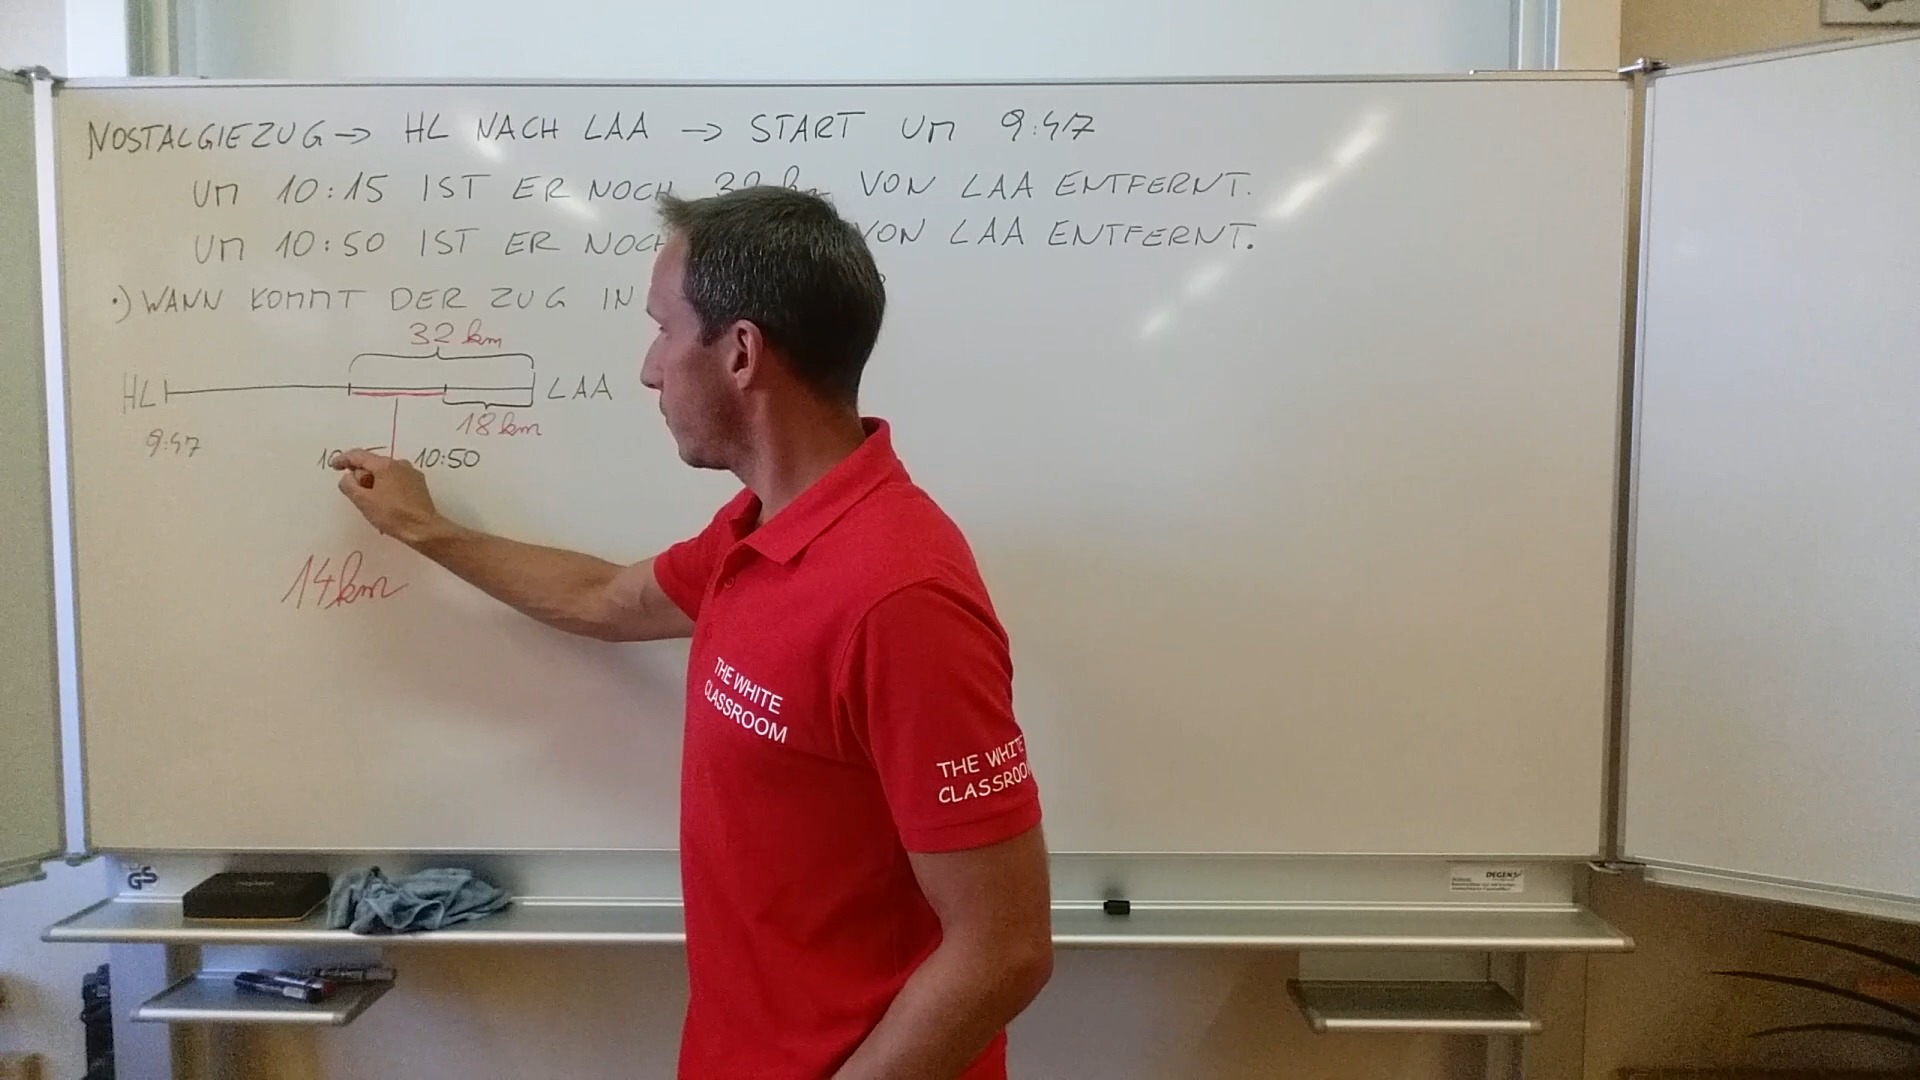 NOSTALGIEZUG → HL NACH LAA → START UM 9:47
UM 10:15 IST ER NOCH 32 km VON LAA ENTFERNT.
UM 10:50 IST ER NOCH VON LAA ENTFERNT.
•) WANN KOMMT DER ZUG IN
32 km
HL LAA
18 km
9:47 10:50
14 km
THE WHITE
CLASSROOM
THE WHITE
CLASSROOM